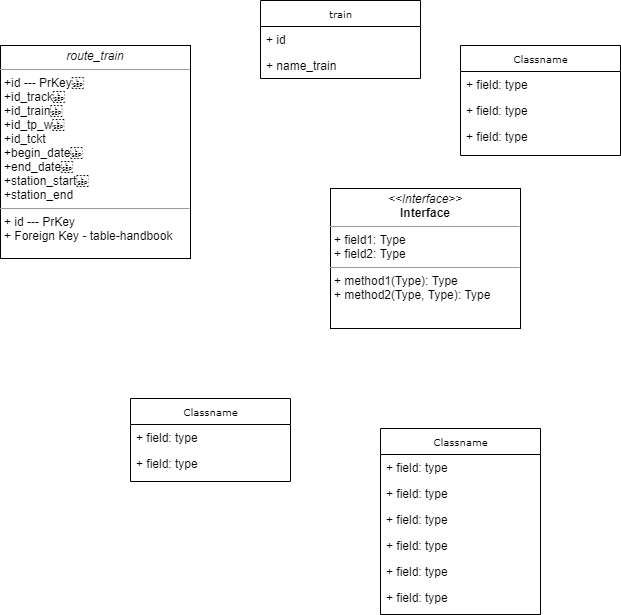 train
+ id
+ name_train
route_train
+id --- PrKey
+id_track
+id_train
+id_tp_w
+id_tckt
+begin_date
+end_date
+station_start
+station_end
+ id --- PrKey
+ Foreign Key - table-handbook
Classname
+ field: type
+ field: type
+ field: type
<<Interface>>
Interface
+ field1: Type
+ field2: Type
+ method1(Type): Type
+ method2(Type, Type): Type
Classname
+ field: type
+ field: type
Classname
+ field: type
+ field: type
+ field: type
+ field: type
+ field: type
+ field: type